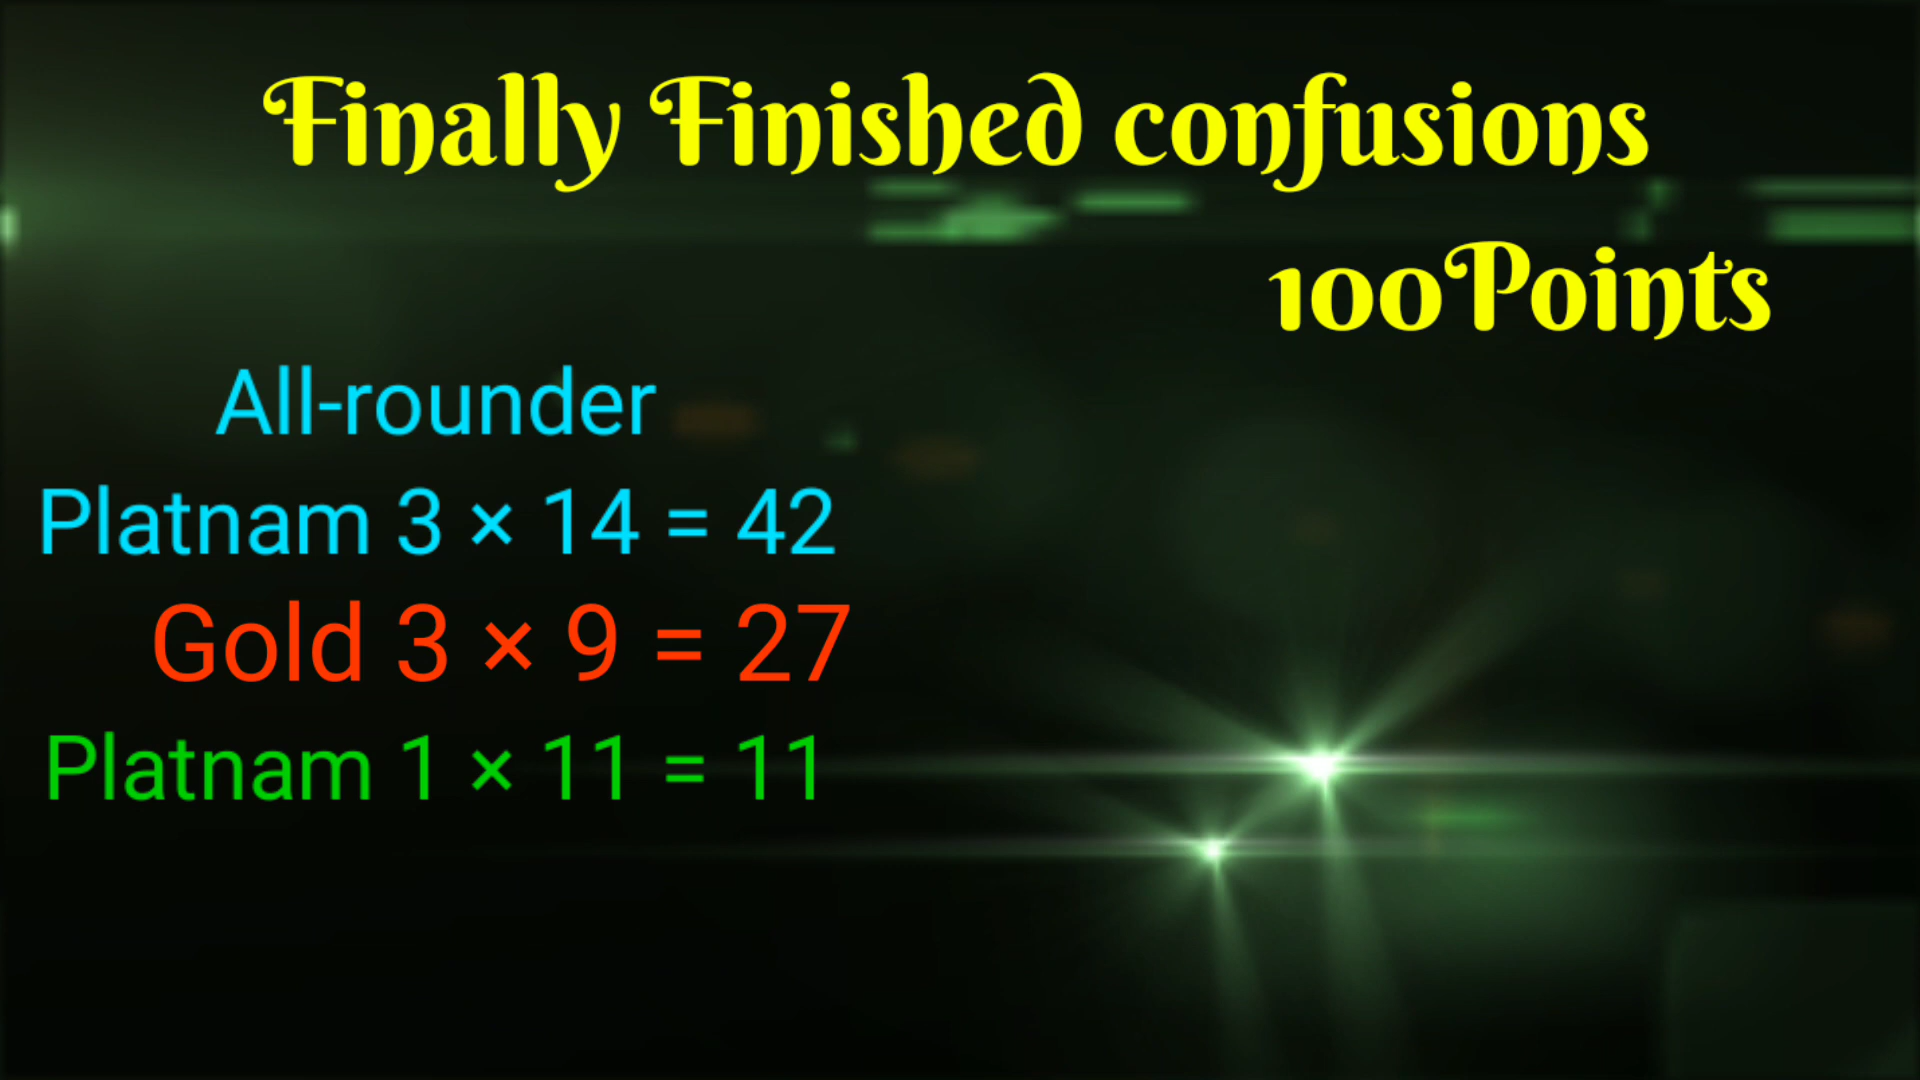 Finally Finished confusions
100Points
All-rounder
Platnam 3 × 14 = 42
Gold 3 × 9 = 27
Platnam 1 × 11 = 11